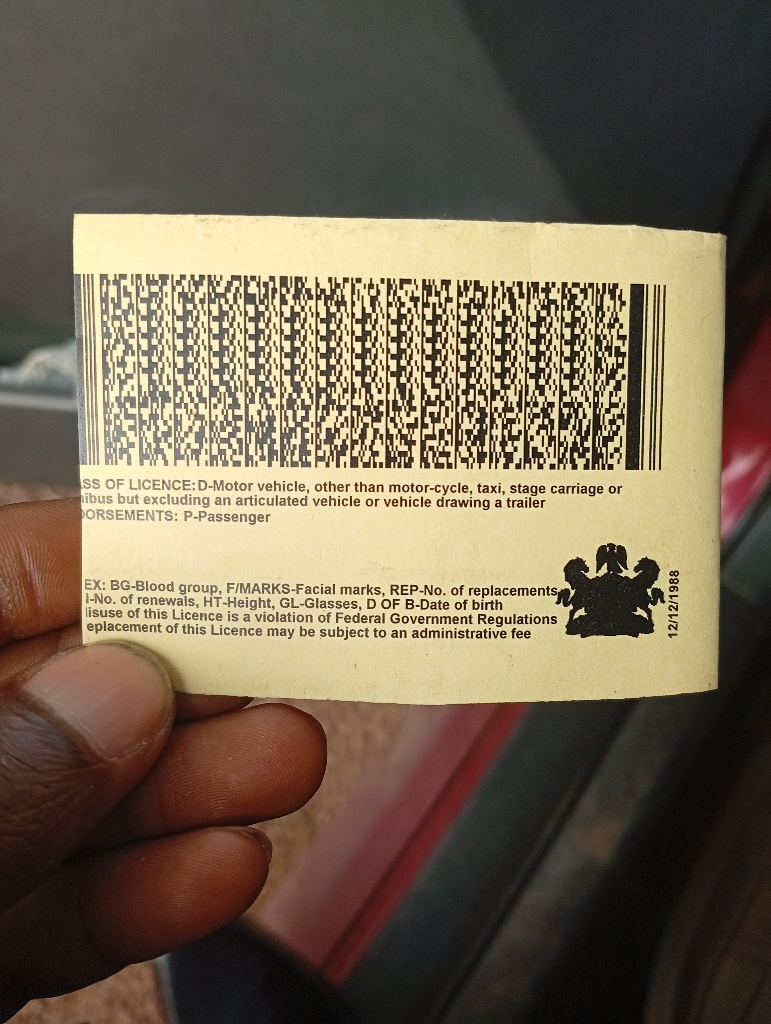 SS OF LICENCE: D-Motor vehicle, other than motor-cycle, taxi, stage carriage or
nibus but excluding an articulated vehicle or vehicle drawing a trailer
DORSEMENTS: P-Passenger
EX: BG-Blood group, F/MARKS-Facial marks, REP-No. of replacements,
-No. of renewals, HT-Height, GL-Glasses, D OF B-Date of birth
isuse of this Licence is a violation of Federal Government Regulations
eplacement of this Licence may be subject to an administrative fee
12/12/1988